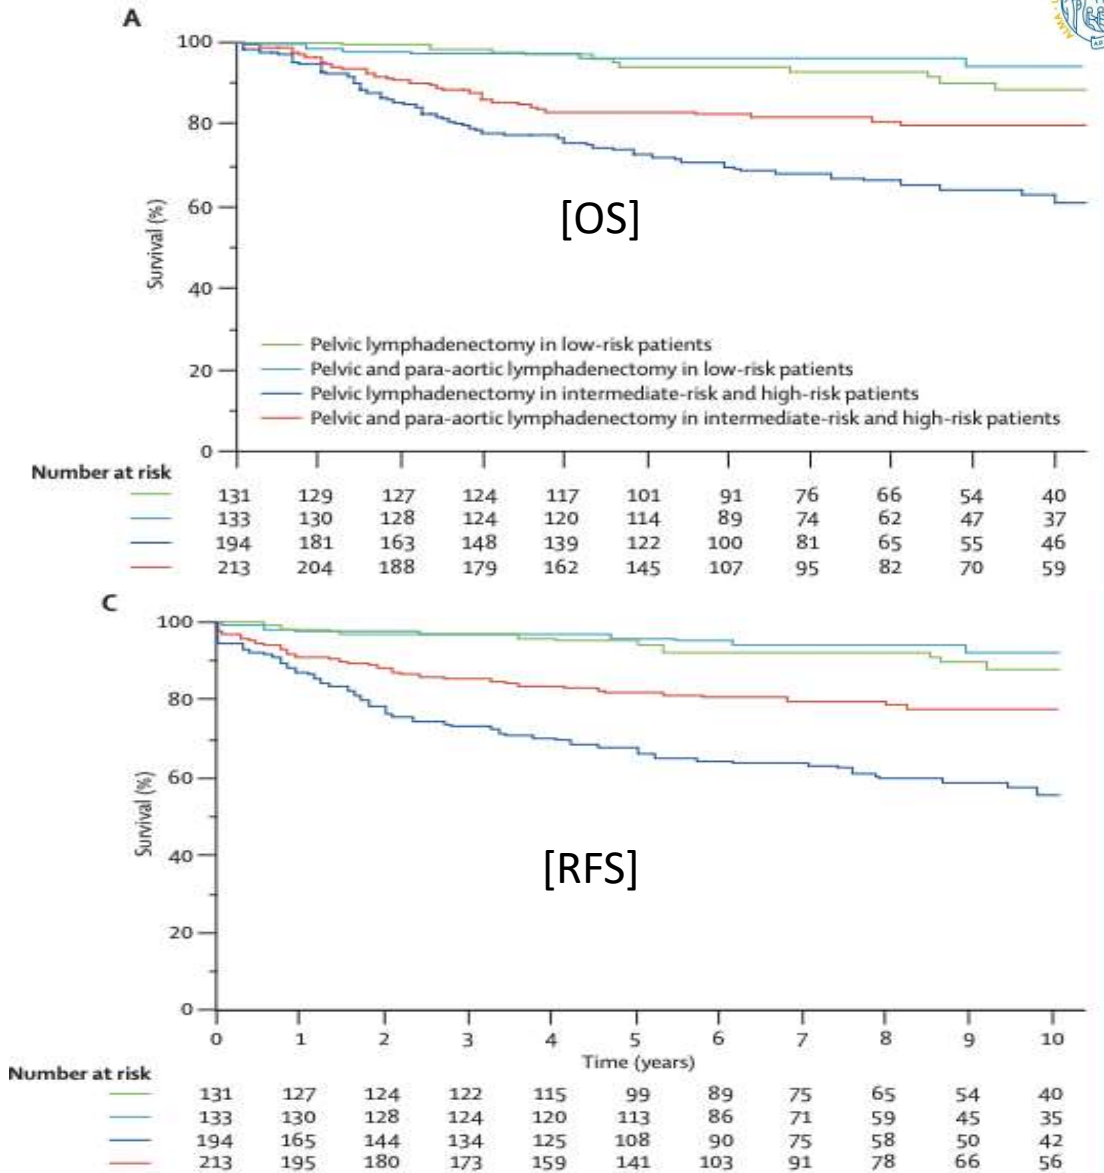 A
100
80
60
40
20
0
Survival (%)
[OS]
Pelvic lymphadenectomy in low-risk patients
Pelvic and para-aortic lymphadenectomy in low-risk patients
Pelvic lymphadenectomy in intermediate-risk and high-risk patients
Pelvic and para-aortic lymphadenectomy in intermediate-risk and high-risk patients
Number at risk
131 129 127 124 117 101 91 76 66 54 40
133 130 128 124 120 114 89 74 62 47 37
194 181 163 148 139 122 100 81 65 55 46
213 204 188 179 162 145 107 95 82 70 59
C
100
80
60
40
20
0
Survival (%)
[RFS]
0 1 2 3 4 5 6 7 8 9 10
Time (years)
Number at risk
131 127 124 122 115 99 89 75 65 54 40
133 130 128 124 120 113 86 71 59 45 35
194 165 144 134 125 108 90 75 58 50 42
213 195 180 173 159 141 103 91 78 66 56